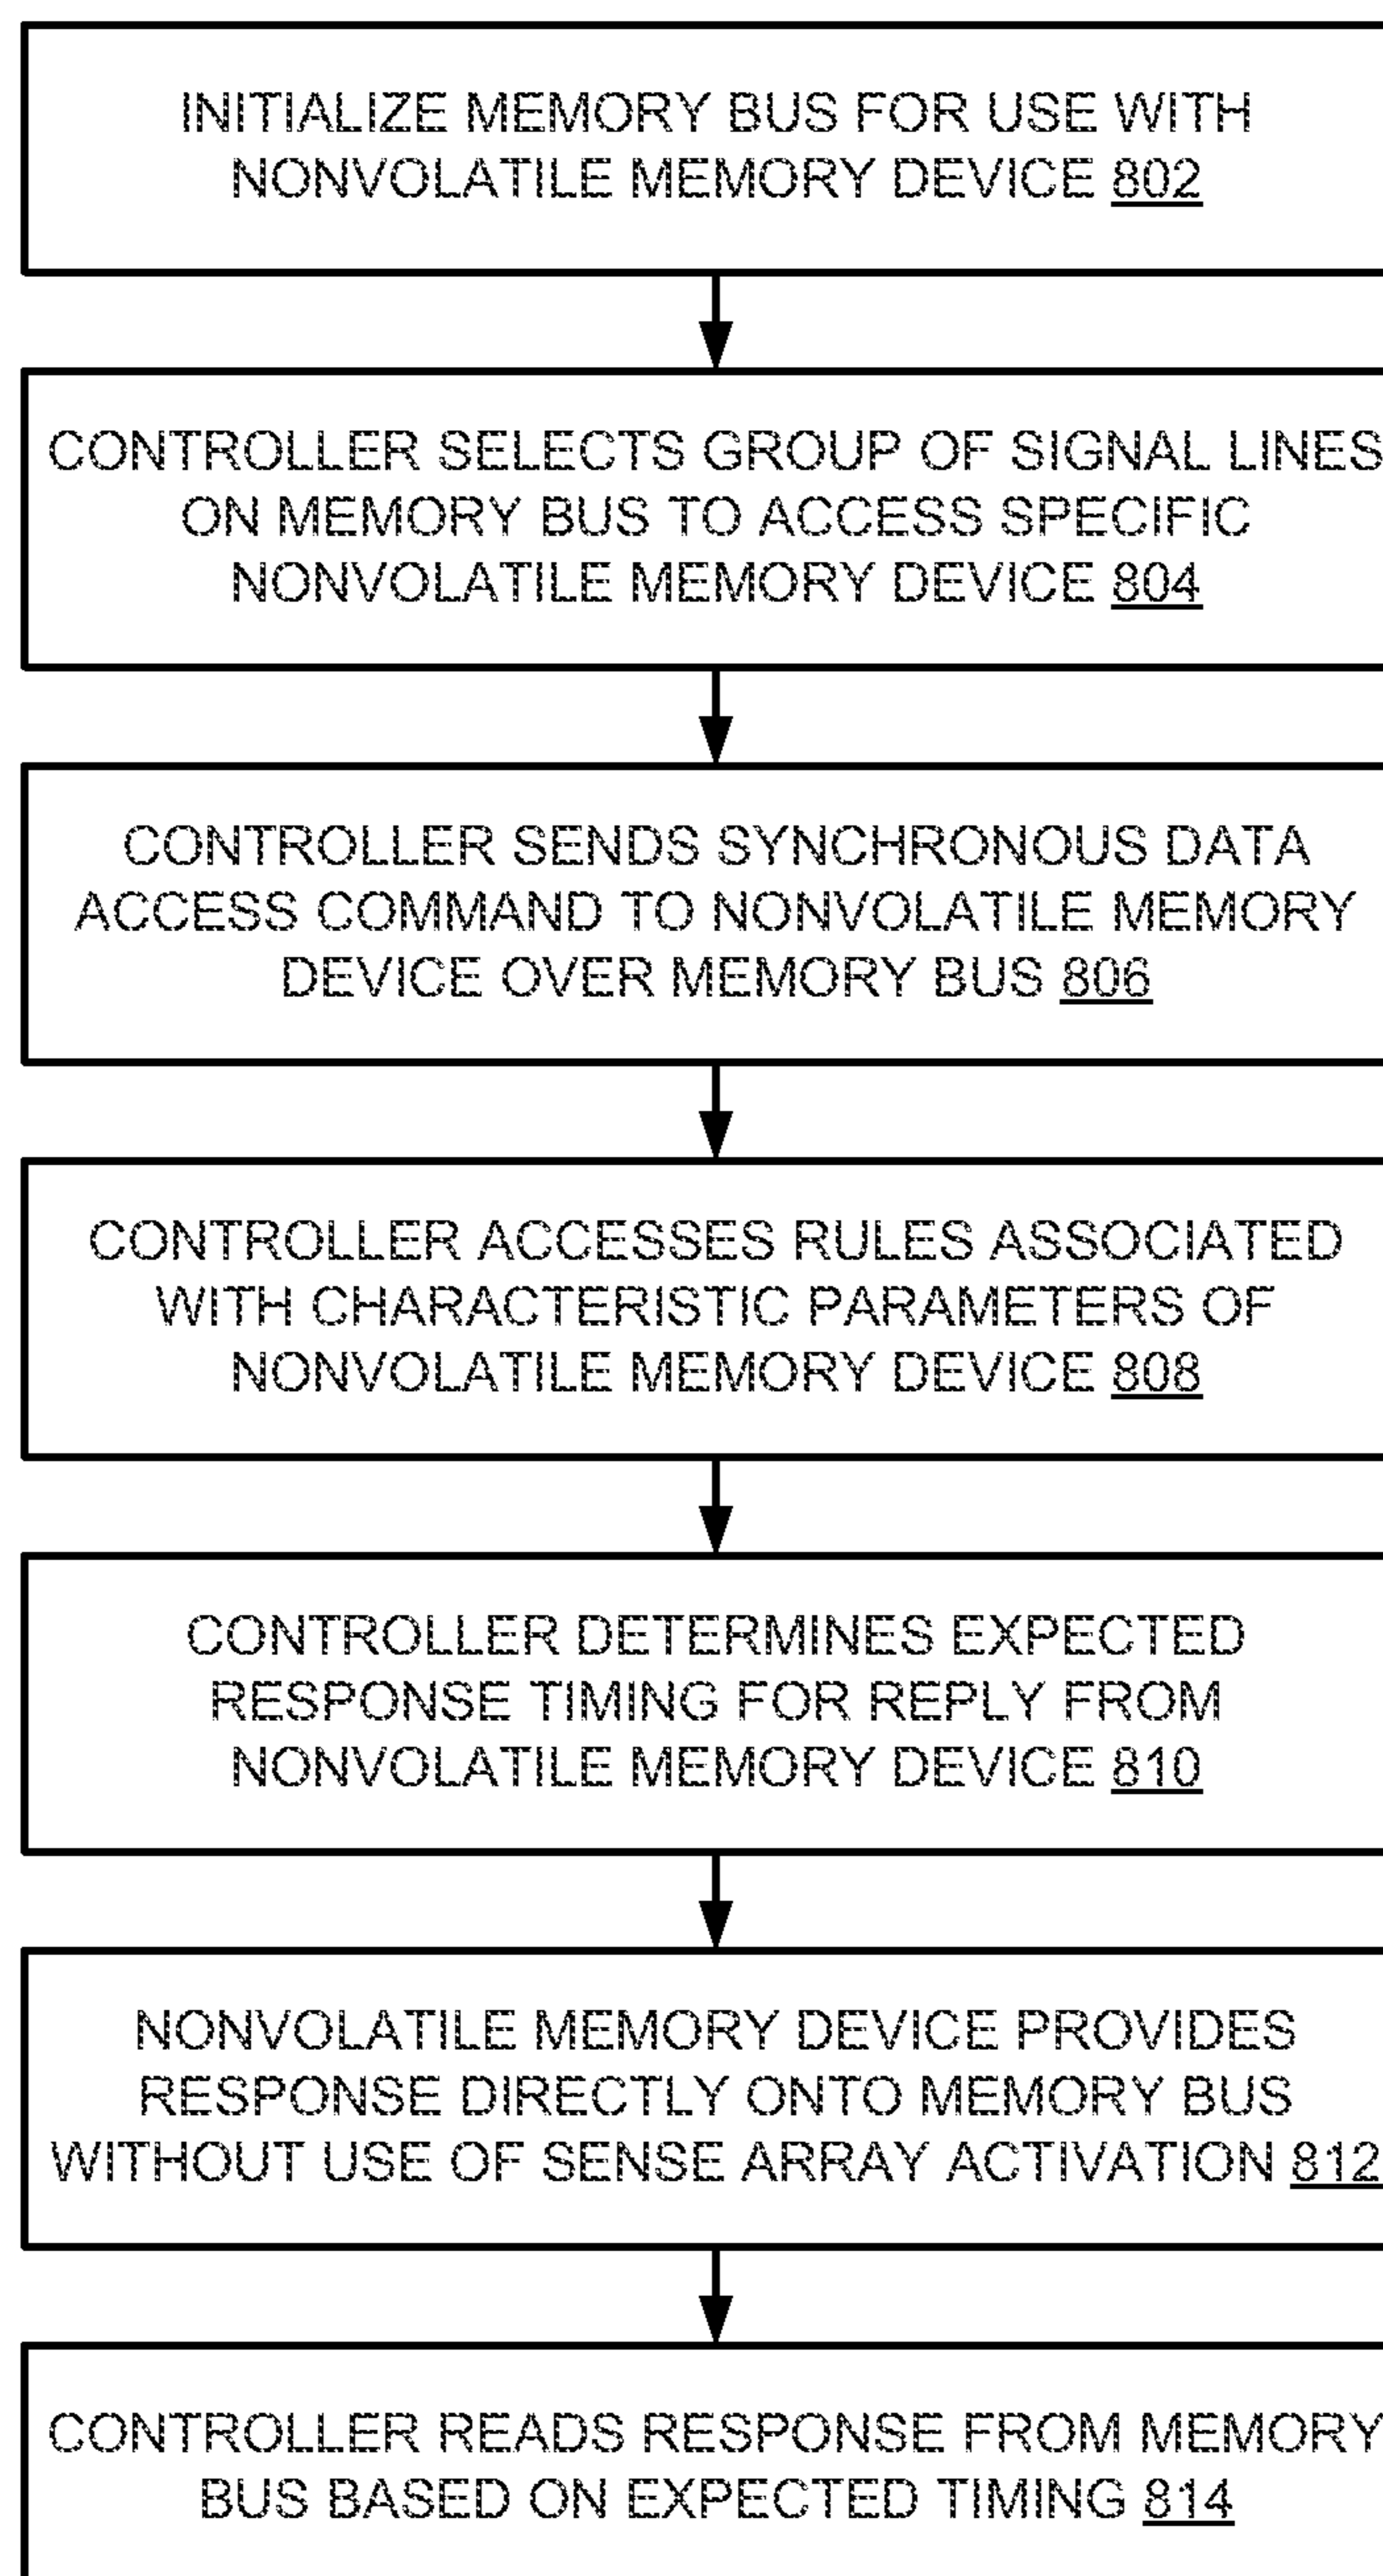 INITIALIZE MEMORY BUS FOR USE WITH
NONVOLATILE MEMORY DEVICE 802
CONTROLLER SELECTS GROUP OF SIGNAL LINES
ON MEMORY BUS TO ACCESS SPECIFIC
NONVOLATILE MEMORY DEVICE 804
CONTROLLER SENDS SYNCHRONOUS DATA
ACCESS COMMAND TO NONVOLATILE MEMORY
DEVICE OVER MEMORY BUS 806
CONTROLLER ACCESSES RULES ASSOCIATED
WITH CHARACTERISTIC PARAMETERS OF
NONVOLATILE MEMORY DEVICE 808
CONTROLLER DETERMINES EXPECTED
RESPONSE TIMING FOR REPLY FROM
NONVOLATILE MEMORY DEVICE 810
NONVOLATILE MEMORY DEVICE PROVIDES
RESPONSE DIRECTLY ONTO MEMORY BUS
WITHOUT USE OF SENSE ARRAY ACTIVATION 812
CONTROLLER READS RESPONSE FROM MEMORY
BUS BASED ON EXPECTED TIMING 814